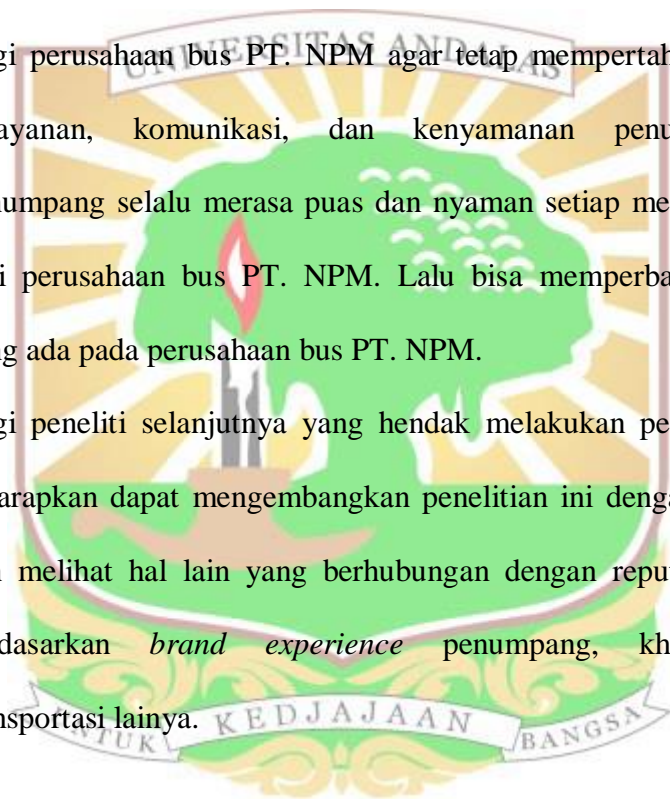 UNIVERSITAS ANDALAS
gi perusahaan bus PT. NPM agar tetap mempertah
ayanan, komunikasi, dan kenyamanan penu
numpang selalu merasa puas dan nyaman setiap me
i perusahaan bus PT. NPM. Lalu bisa memperba
ng ada pada perusahaan bus PT. NPM.
gi peneliti selanjutnya yang hendak melakukan pe
arapkan dapat mengembangkan penelitian ini denga
n melihat hal lain yang berhubungan dengan reput
dasarkan brand experience penumpang, kh
nsportasi lainya.
UNTUK KEDJAJAAN BANGSA